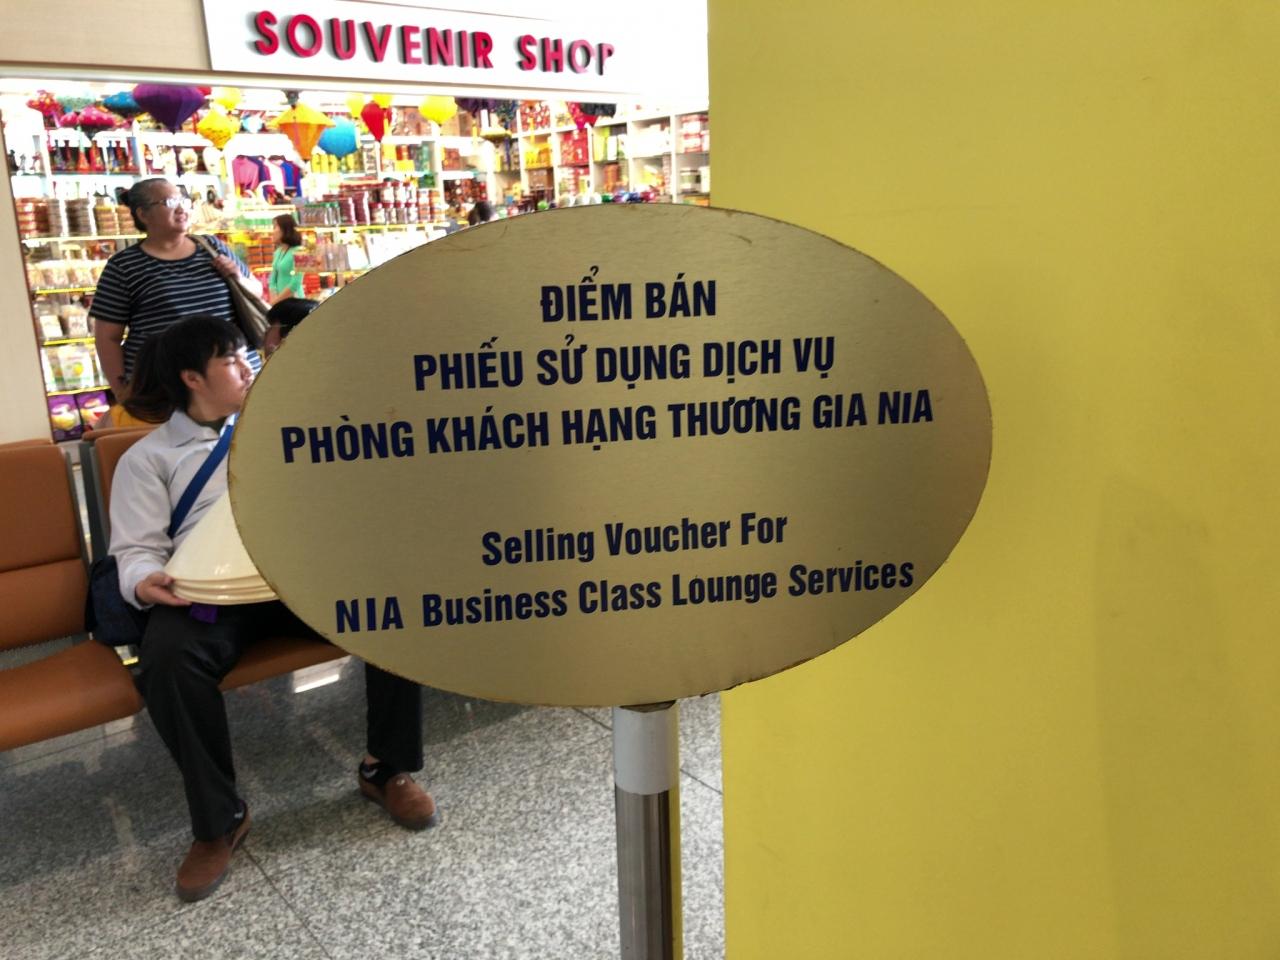 SOUVENIR SHOP
ĐIỂM BÁN
PHIẾU SỬ DỤNG DỊCH VỤ
PHÒNG KHÁCH HẠNG THƯƠNG GIA NIA
Selling Voucher For
NIA Business Class Lounge Services